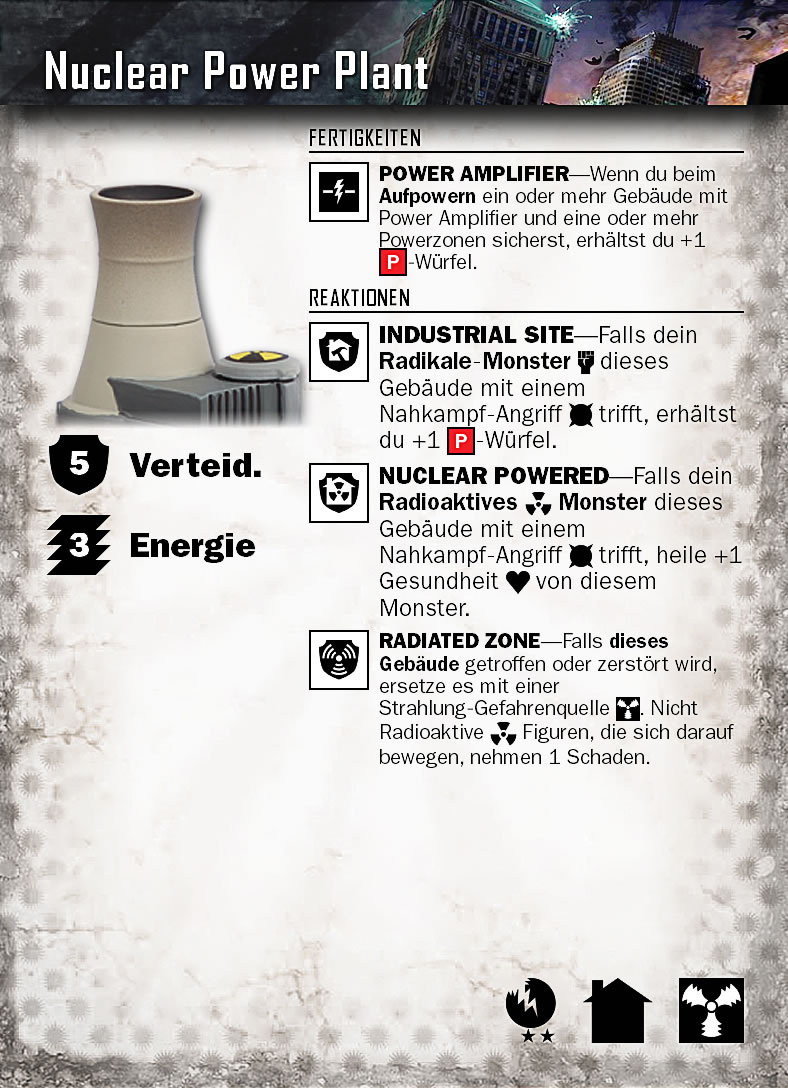 Nuclear Power Plant
FERTIGKEITEN
POWER AMPLIFIER—Wenn du beim
Aufpowern ein oder mehr Gebäude mit
Power Amplifier und eine oder mehr
Powerzonen sicherst, erhältst du +1
P-Würfel.
REAKTIONEN
INDUSTRIAL SITE—Falls dein
Radikale-Monster dieses
Gebäude mit einem
Nahkampf-Angriff trifft, erhältst
du +1 P-Würfel.
NUCLEAR POWERED—Falls dein
Radioaktives Monster dieses
Gebäude mit einem
Nahkampf-Angriff trifft, heile +1
Gesundheit von diesem
Monster.
RADIATED ZONE—Falls dieses
Gebäude getroffen oder zerstört wird,
ersetze es mit einer
Strahlung-Gefahrenquelle. Nicht
Radioaktive Figuren, die sich darauf
bewegen, nehmen 1 Schaden.
5 Verteid.
3 Energie